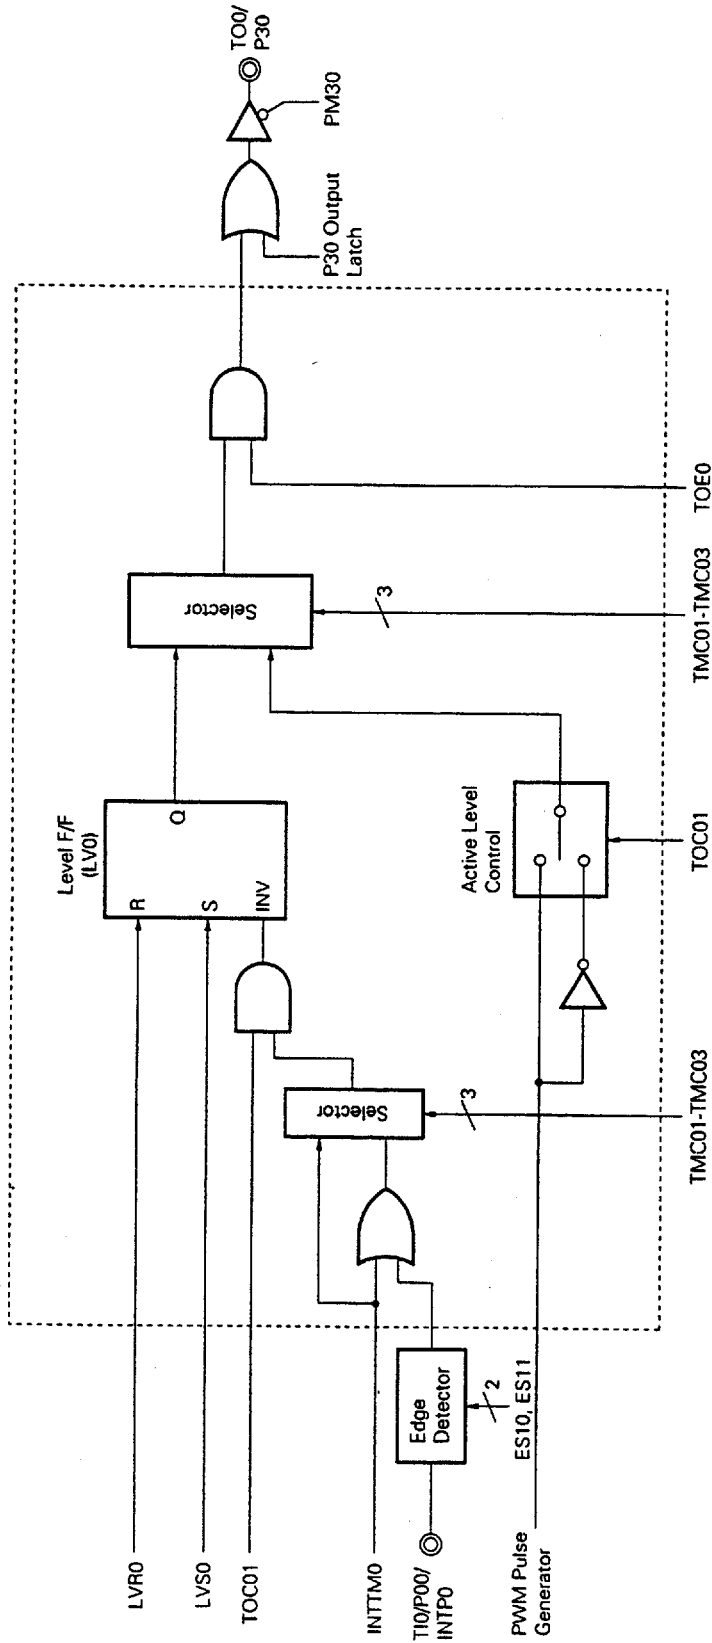 LVR0
LVS0
TOC01
INTTM0
TI0/P00/
INTP0
PWM Pulse
Generator
Edge
Detector
2
ES10, ES11
Selector
3
TMC01-TMC03
Level F/F
(LV0)
R
S
INV
Q
Active Level
Control
TOC01
Selector
3
TMC01-TMC03
TOE0
P30 Output
Latch
PM30
TO0/
P30